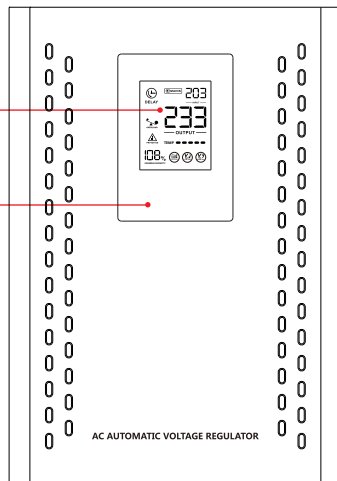 203
DELAY
INPUT
233
OUTPUT
TEMP
108%
AC AUTOMATIC VOLTAGE REGULATOR